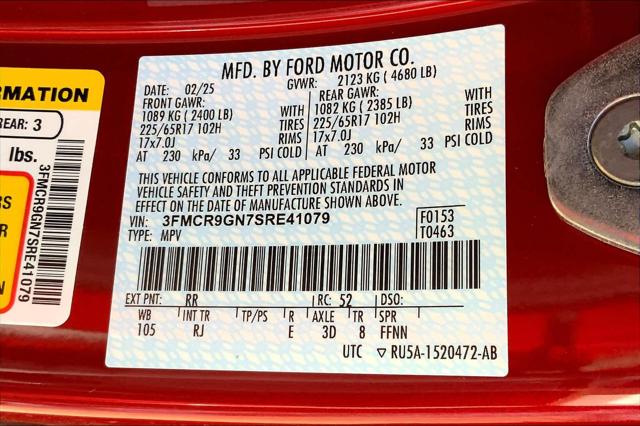 MFD. BY FORD MOTOR CO.
DATE: 02/25 GVWR: 2123 KG ( 4680 LB)
FRONT GAWR: REAR GAWR:
1089 KG ( 2400 LB) WITH 1082 KG ( 2385 LB) WITH
225/65R17 102H TIRES 225/65R17 102H TIRES
17x7.0J RIMS 17x7.0J RIMS
AT 230 kPa/ 33 PSI COLD AT 230 kPa/ 33 PSI COLD
THIS VEHICLE CONFORMS TO ALL APPLICABLE FEDERAL MOTOR
VEHICLE SAFETY AND THEFT PREVENTION STANDARDS IN
EFFECT ON THE DATE OF MANUFACTURE SHOWN ABOVE.
VIN: 3FMCR9GN7SRE41079 F0153
TYPE: MPV T0463
EXT PNT: RR RC: 52 DSO:
WB INT TR TP/PS R AXLE TR SPR
105 RJ E 3D 8 FFNN
UTC ▽ RU5A-1520472-AB
RMATION
REAR: 3
lbs.
RS
R
N
3FMCR9GN7SRE41079